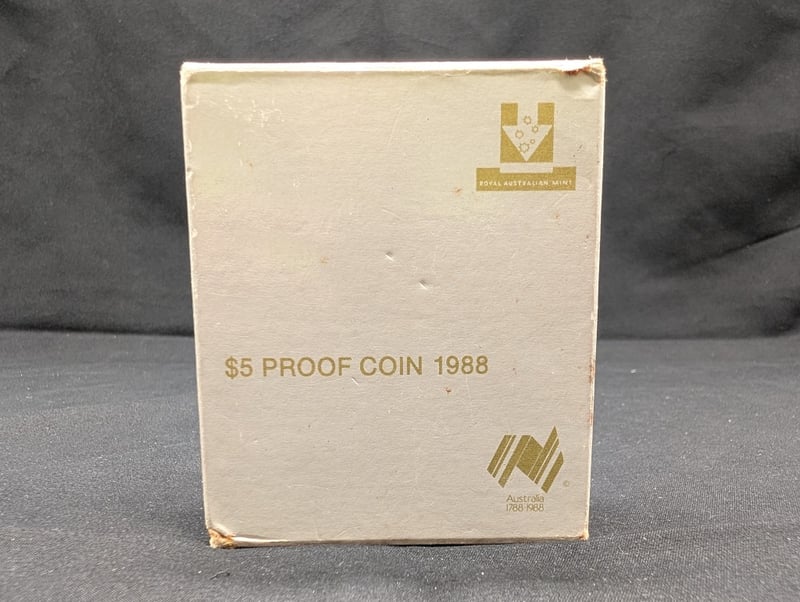 ROYAL AUSTRALIAN MINT
$5 PROOF COIN 1988
©
Australia
1788-1988